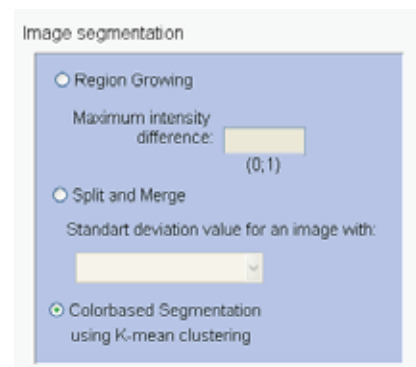 Image segmentation
Region Growing
Maximum intensity
difference:
(0;1)
Split and Merge
Standart deviation value for an image with:
Colorbased Segmentation
using K-mean clustering